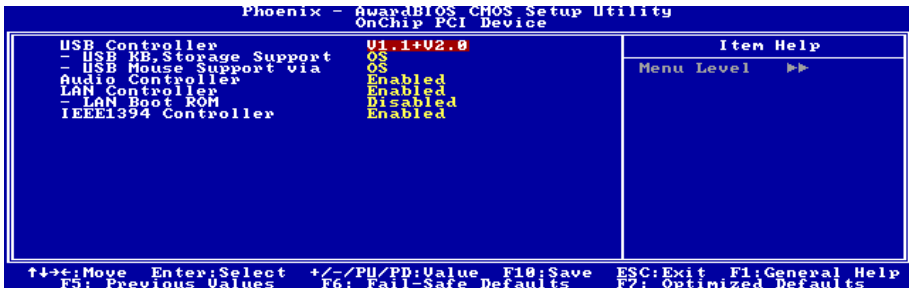 Phoenix - AwardBIOS CMOS Setup Utility
OnChip PCI Device
USB Controller V1.1+V2.0
- USB KB,Storage Support OS
- USB Mouse Support via OS
Audio Controller Enabled
LAN Controller Enabled
- LAN Boot ROM Disabled
IEEE1394 Controller Enabled
Item Help
Menu Level ▶▶
↑↓→←:Move Enter:Select +/-/PU/PD:Value F10:Save ESC:Exit F1:General Help
F5: Previous Values F6: Fail-Safe Defaults F7: Optimized Defaults